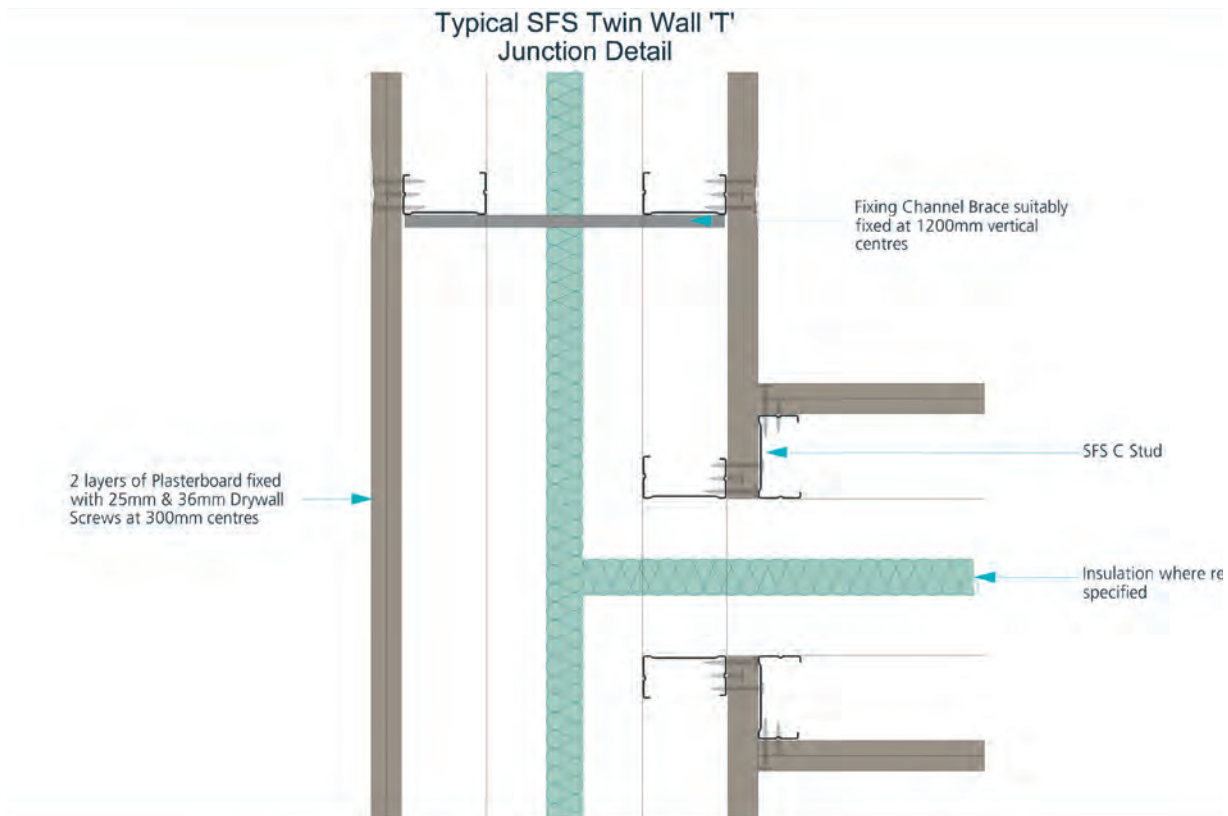 Typical SFS Twin Wall 'T'
Junction Detail
Fixing Channel Brace suitably
fixed at 1200mm vertical
centres
SFS C Stud
2 layers of Plasterboard fixed
with 25mm & 36mm Drywall
Screws at 300mm centres
Insulation where re
specified